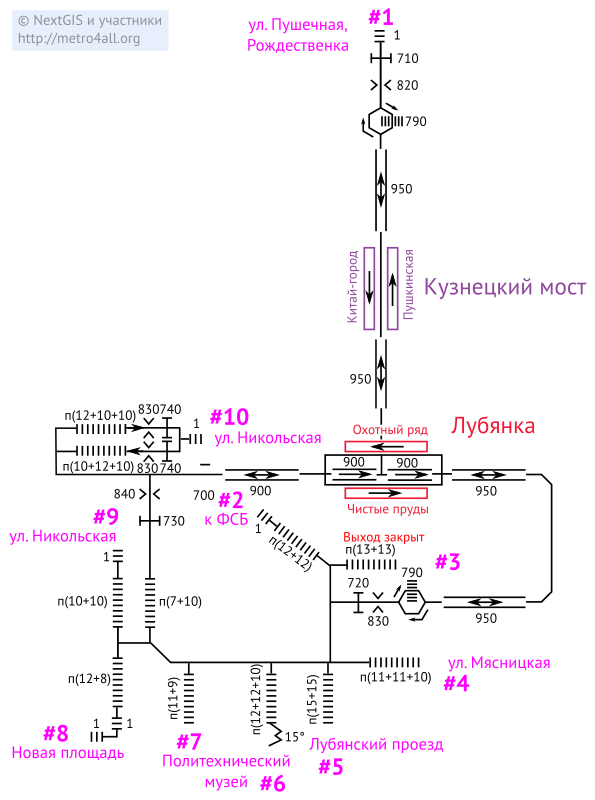 © NextGIS и участники
http://metro4all.org
#1
ул. Пушечная,
Рождественка
1
710
820
790
950
Китай-город
Пушкинская
Кузнецкий мост
950
Охотный ряд
Лубянка
900
900
Чистые пруды
950
п(12+10+10)
830
740
1
#10
ул. Никольская
п(10+12+10)
830
740
840
700
900
#2
к ФСБ
1
п(12+12)
#9
ул. Никольская
730
1
п(10+10)
п(7+10)
Выход закрыт
п(13+13)
#3
790
720
830
950
п(12+8)
п(11+9)
п(12+12+10)
п(15+15)
п(11+11+10)
ул. Мясницкая
#4
1
1
#8
Новая площадь
#7
Политехнический
музей
#6
15°
Лубянский проезд
#5